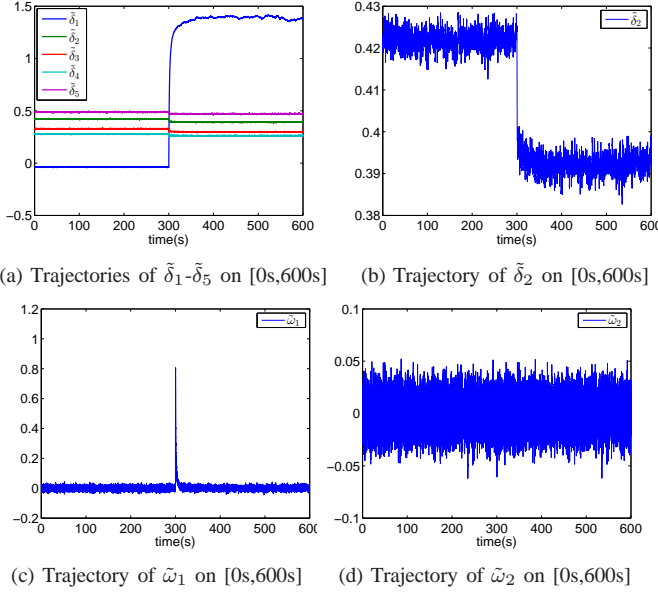 1.5
1
0.5
0
-0.5
0 100 200 300 400 500 600
time(s)
δ̃₁
δ̃₂
δ̃₃
δ̃₄
δ̃₅
(a) Trajectories of δ̃₁-δ̃₅ on [0s,600s]
0.43
0.42
0.41
0.4
0.39
0.38
0 100 200 300 400 500 600
time(s)
δ̃₂
(b) Trajectory of δ̃₂ on [0s,600s]
1.2
1
0.8
0.6
0.4
0.2
0
-0.2
0 100 200 300 400 500 600
time(s)
ω̃₁
(c) Trajectory of ω̃₁ on [0s,600s]
0.1
0.05
0
-0.05
-0.1
0 100 200 300 400 500 600
time(s)
ω̃₂
(d) Trajectory of ω̃₂ on [0s,600s]